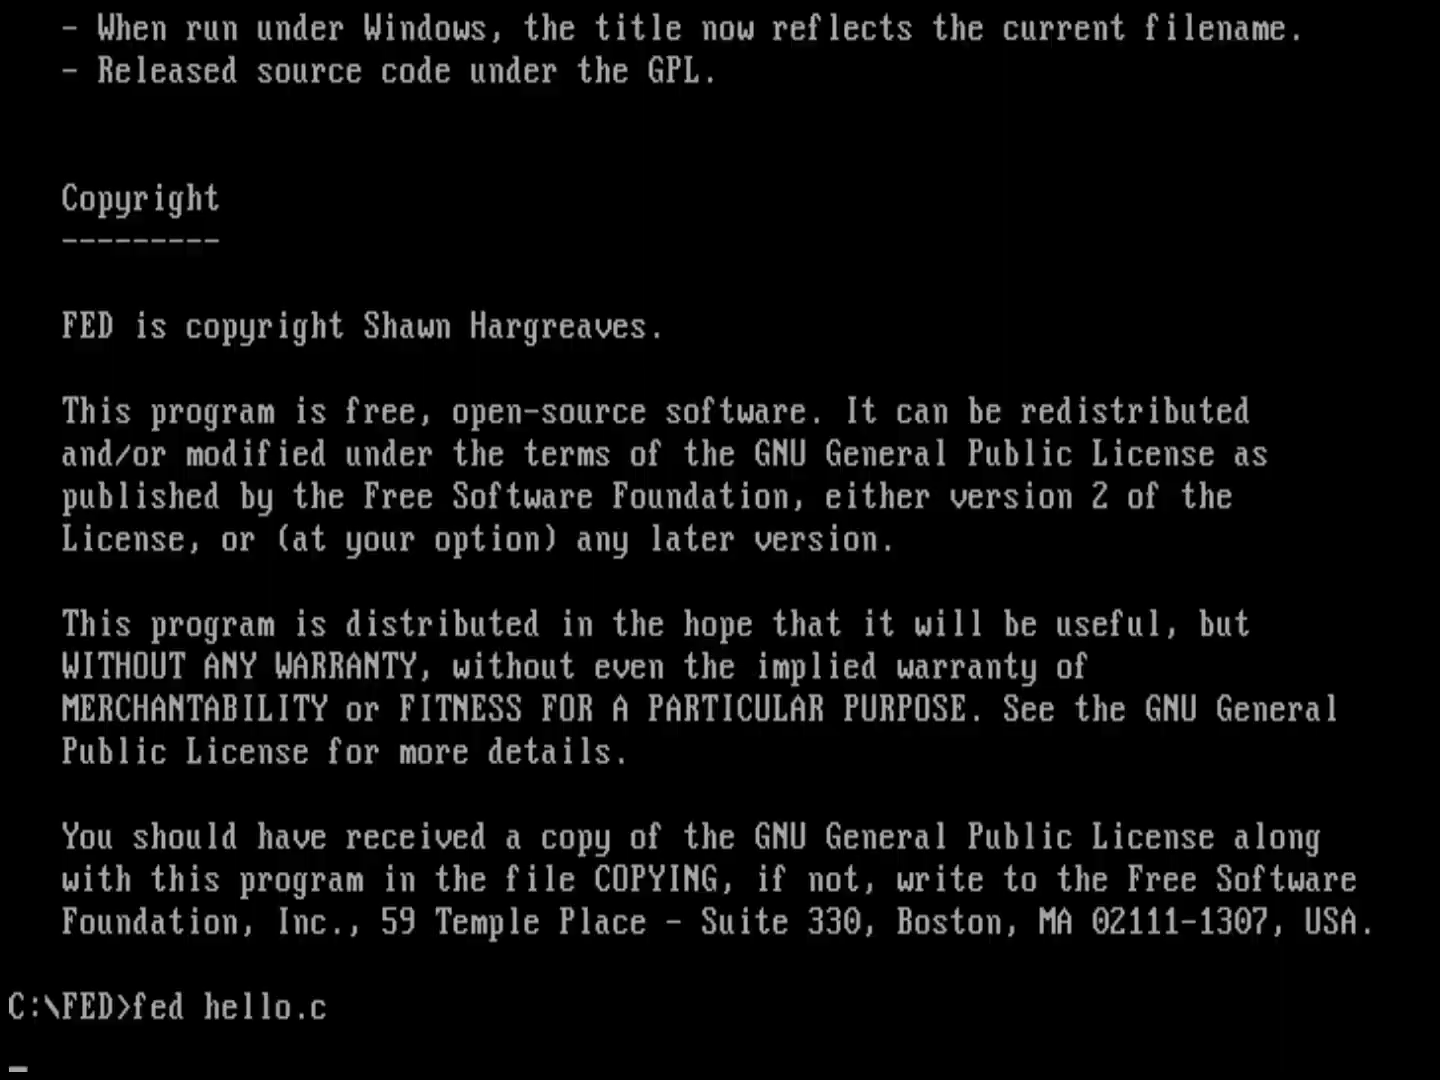 - When run under Windows, the title now reflects the current filename.
- Released source code under the GPL.
Copyright
---------
FED is copyright Shawn Hargreaves.
This program is free, open-source software. It can be redistributed
and/or modified under the terms of the GNU General Public License as
published by the Free Software Foundation, either version 2 of the
License, or (at your option) any later version.
This program is distributed in the hope that it will be useful, but
WITHOUT ANY WARRANTY, without even the implied warranty of
MERCHANTABILITY or FITNESS FOR A PARTICULAR PURPOSE. See the GNU General
Public License for more details.
You should have received a copy of the GNU General Public License along
with this program in the file COPYING, if not, write to the Free Software
Foundation, Inc., 59 Temple Place - Suite 330, Boston, MA 02111-1307, USA.
C:\FED>fed hello.c